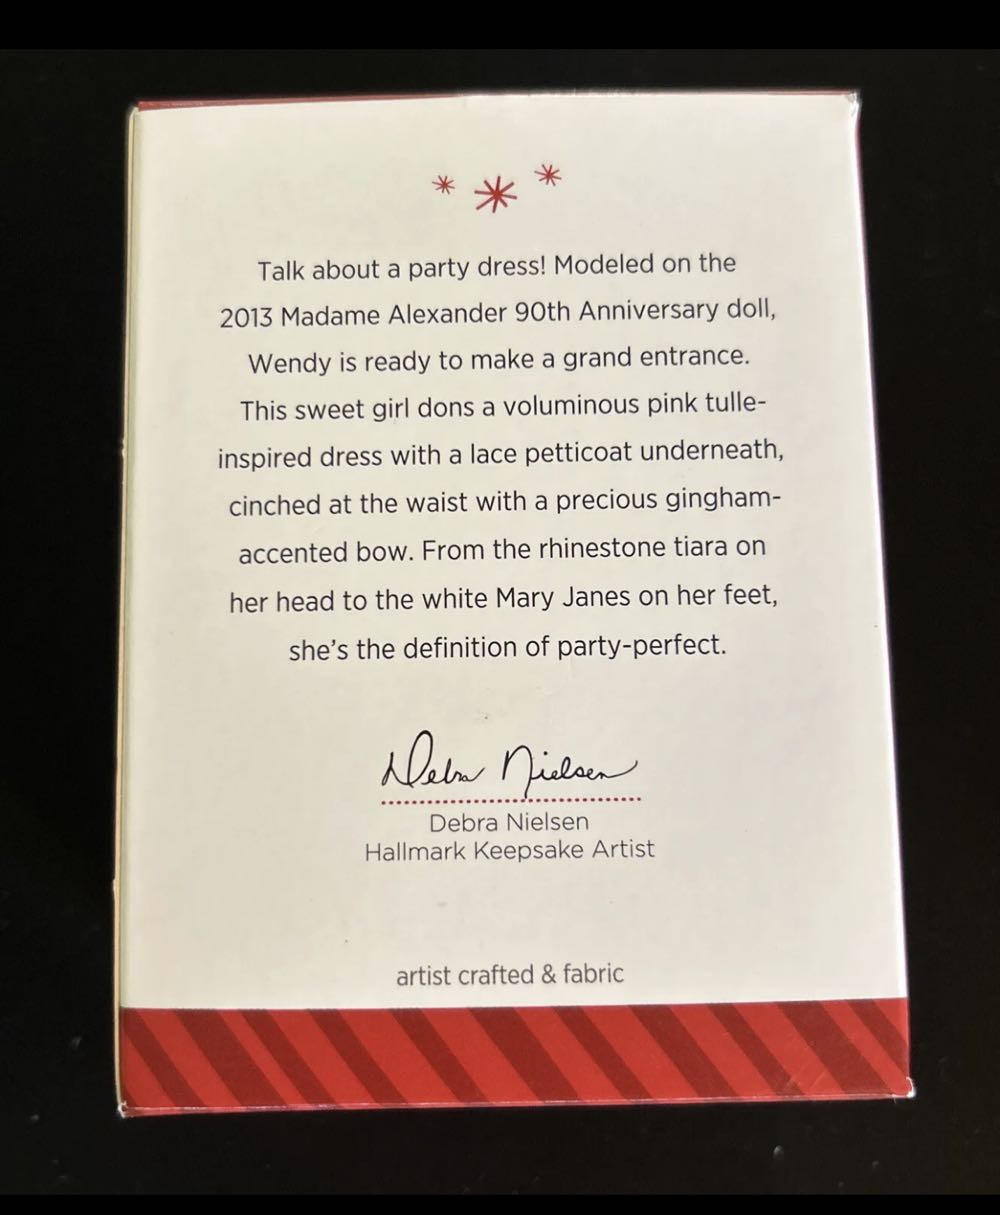 Talk about a party dress! Modeled on the
2013 Madame Alexander 90th Anniversary doll,
Wendy is ready to make a grand entrance.
This sweet girl dons a voluminous pink tulle-
inspired dress with a lace petticoat underneath,
cinched at the waist with a precious gingham-
accented bow. From the rhinestone tiara on
her head to the white Mary Janes on her feet,
she's the definition of party-perfect.
Debra Nielsen
Debra Nielsen
Hallmark Keepsake Artist
artist crafted & fabric